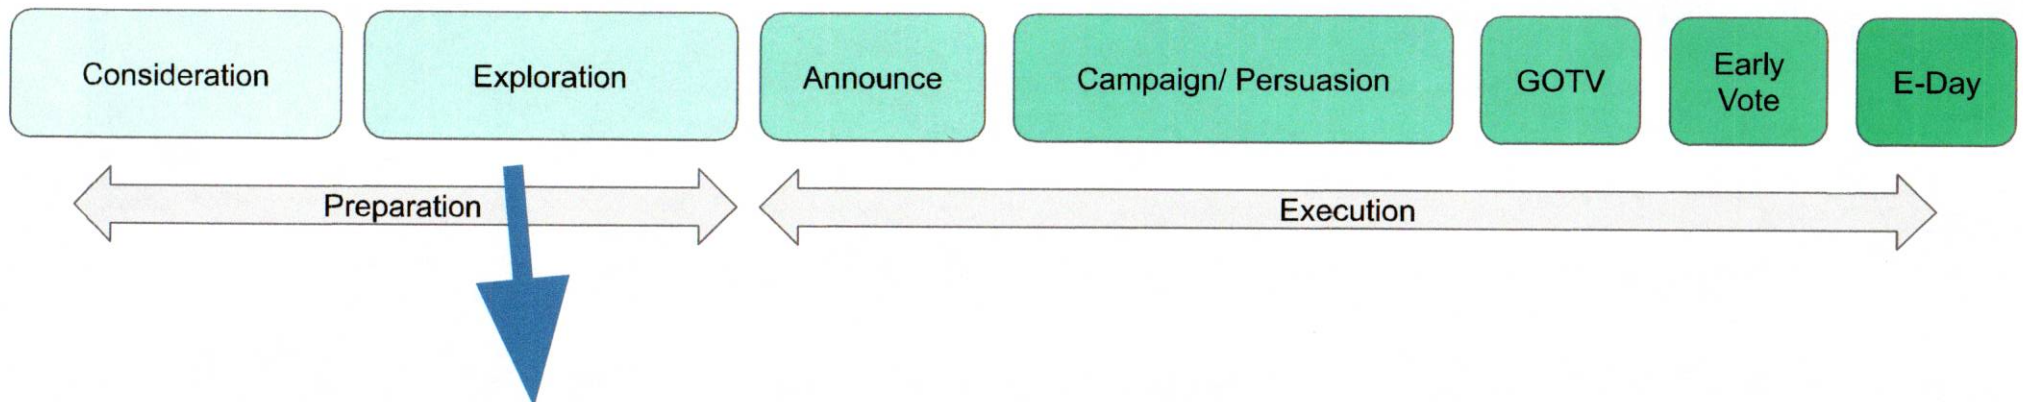 Consideration
Exploration
Announce
Campaign/ Persuasion
GOTV
Early
Vote
E-Day
Preparation
Execution